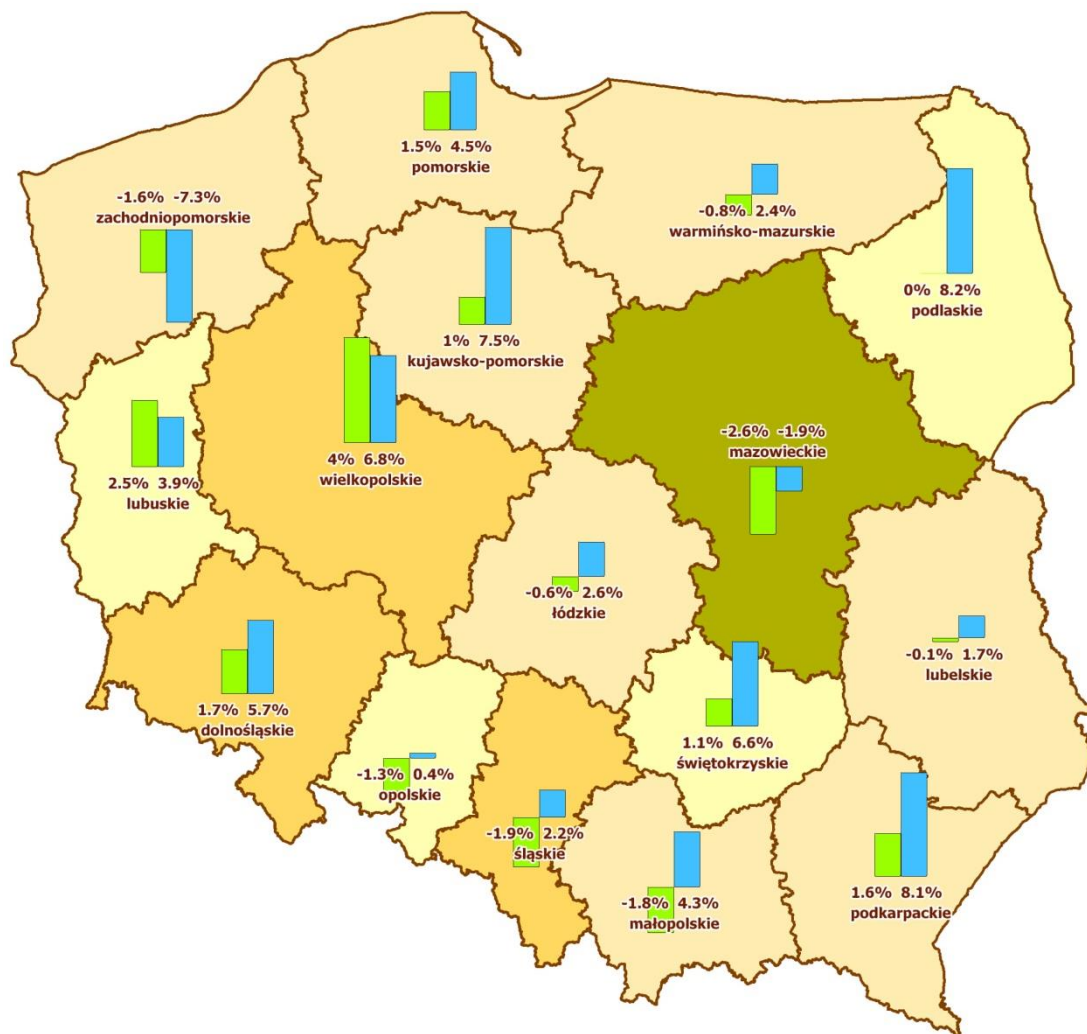 1.5% 4.5%
pomorskie
-1.6% -7.3%
zachodniopomorskie
-0.8% 2.4%
warmińsko-mazurskie
0% 8.2%
podlaskie
1% 7.5%
kujawsko-pomorskie
-2.6% -1.9%
mazowieckie
4% 6.8%
wielkopolskie
2.5% 3.9%
lubuskie
-0.6% 2.6%
łódzkie
-0.1% 1.7%
lubelskie
1.7% 5.7%
dolnośląskie
1.1% 6.6%
świętokrzyskie
-1.3% 0.4%
opolskie
-1.9% 2.2%
śląskie
-1.8% 4.3%
małopolskie
1.6% 8.1%
podkarpackie